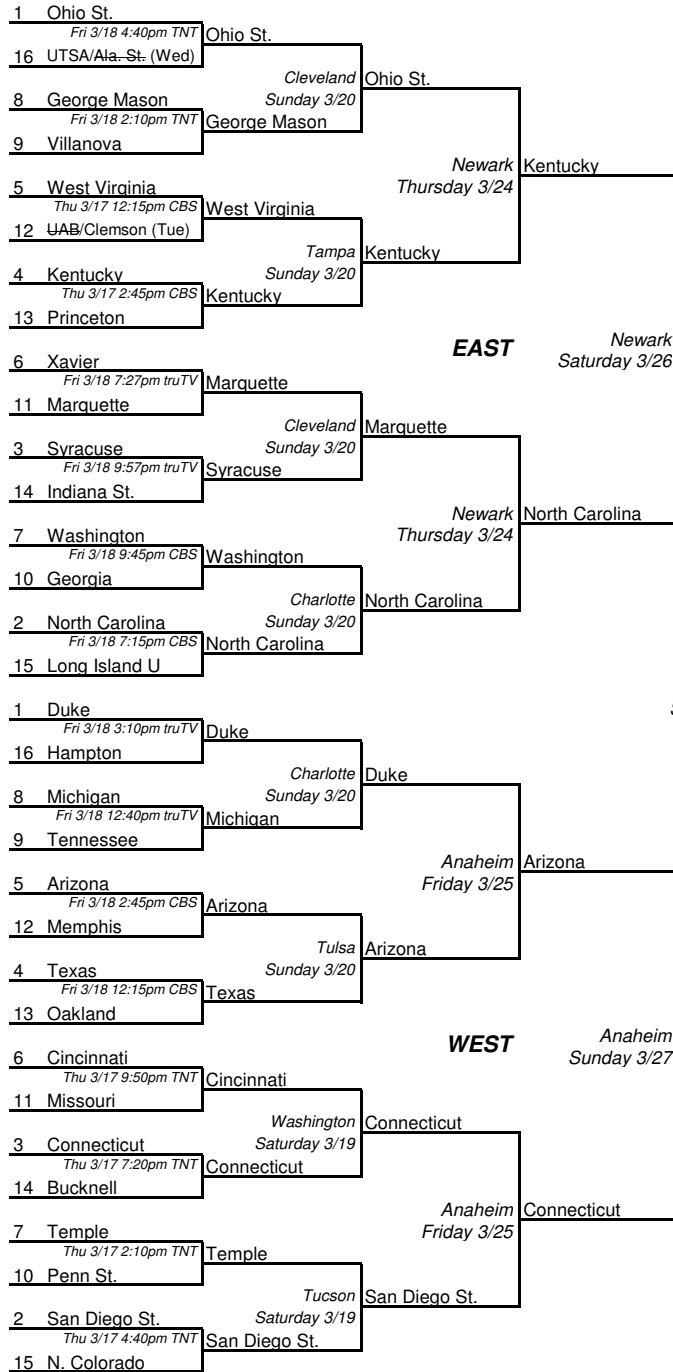 1 Ohio St.
Fri 3/18 4:40pm TNT
Ohio St.
16 UTSA/Ala. St. (Wed)
Cleveland
Sunday 3/20
Ohio St.
8 George Mason
Fri 3/18 2:10pm TNT
George Mason
9 Villanova
Newark
Thursday 3/24
Kentucky
5 West Virginia
Thu 3/17 12:15pm CBS
West Virginia
12 UAB/Clemson (Tue)
Tampa
Sunday 3/20
Kentucky
4 Kentucky
Thu 3/17 2:45pm CBS
Kentucky
13 Princeton
EAST
Newark
Saturday 3/26
6 Xavier
Fri 3/18 7:27pm truTV
Marquette
11 Marquette
Cleveland
Sunday 3/20
Marquette
3 Syracuse
Fri 3/18 9:57pm truTV
Syracuse
14 Indiana St.
Newark
Thursday 3/24
North Carolina
7 Washington
Fri 3/18 9:45pm CBS
Washington
10 Georgia
Charlotte
Sunday 3/20
North Carolina
2 North Carolina
Fri 3/18 7:15pm CBS
North Carolina
15 Long Island U
1 Duke
Fri 3/18 3:10pm truTV
Duke
16 Hampton
Charlotte
Sunday 3/20
Duke
8 Michigan
Fri 3/18 12:40pm truTV
Michigan
9 Tennessee
Anaheim
Friday 3/25
Arizona
5 Arizona
Fri 3/18 2:45pm CBS
Arizona
12 Memphis
Tulsa
Sunday 3/20
Arizona
4 Texas
Fri 3/18 12:15pm CBS
Texas
13 Oakland
WEST
Anaheim
Sunday 3/27
6 Cincinnati
Thu 3/17 9:50pm TNT
Cincinnati
11 Missouri
Washington
Saturday 3/19
Connecticut
3 Connecticut
Thu 3/17 7:20pm TNT
Connecticut
14 Bucknell
Anaheim
Friday 3/25
Connecticut
7 Temple
Thu 3/17 2:10pm TNT
Temple
10 Penn St.
Tucson
Saturday 3/19
San Diego St.
2 San Diego St.
Thu 3/17 4:40pm TNT
San Diego St.
15 N. Colorado